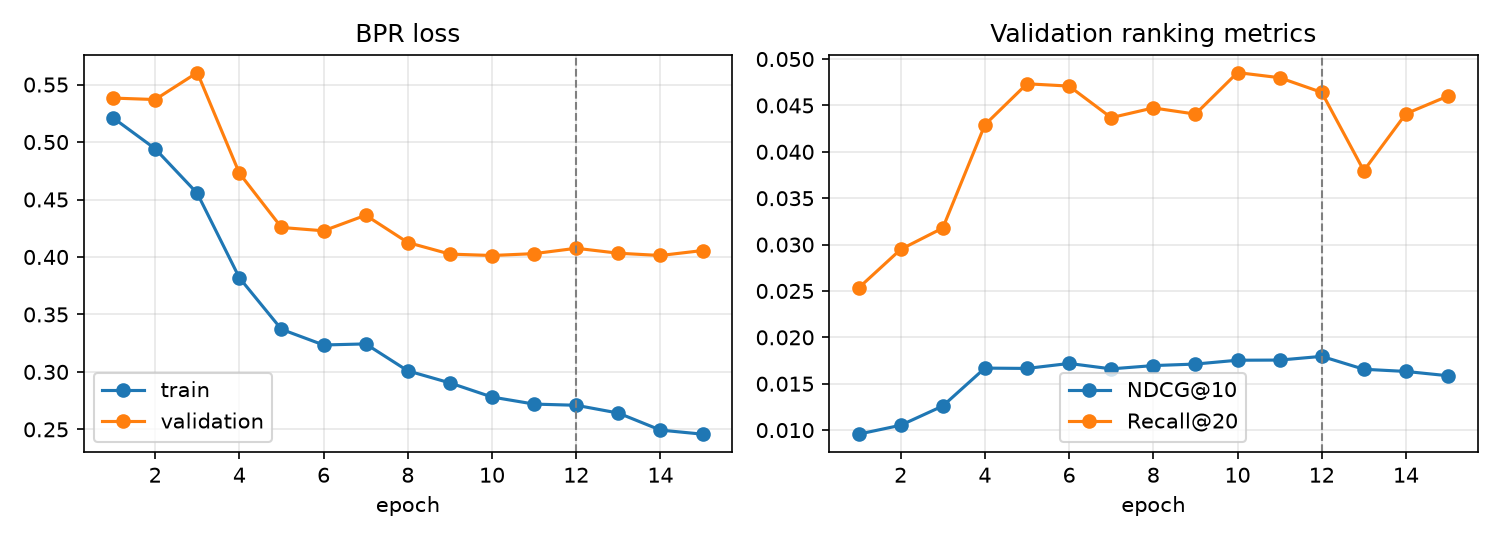 BPR loss
0.55
0.50
0.45
0.40
0.35
0.30
0.25
train
validation
2 4 6 8 10 12 14
epoch
Validation ranking metrics
0.050
0.045
0.040
0.035
0.030
0.025
0.020
0.015
0.010
NDCG@10
Recall@20
2 4 6 8 10 12 14
epoch